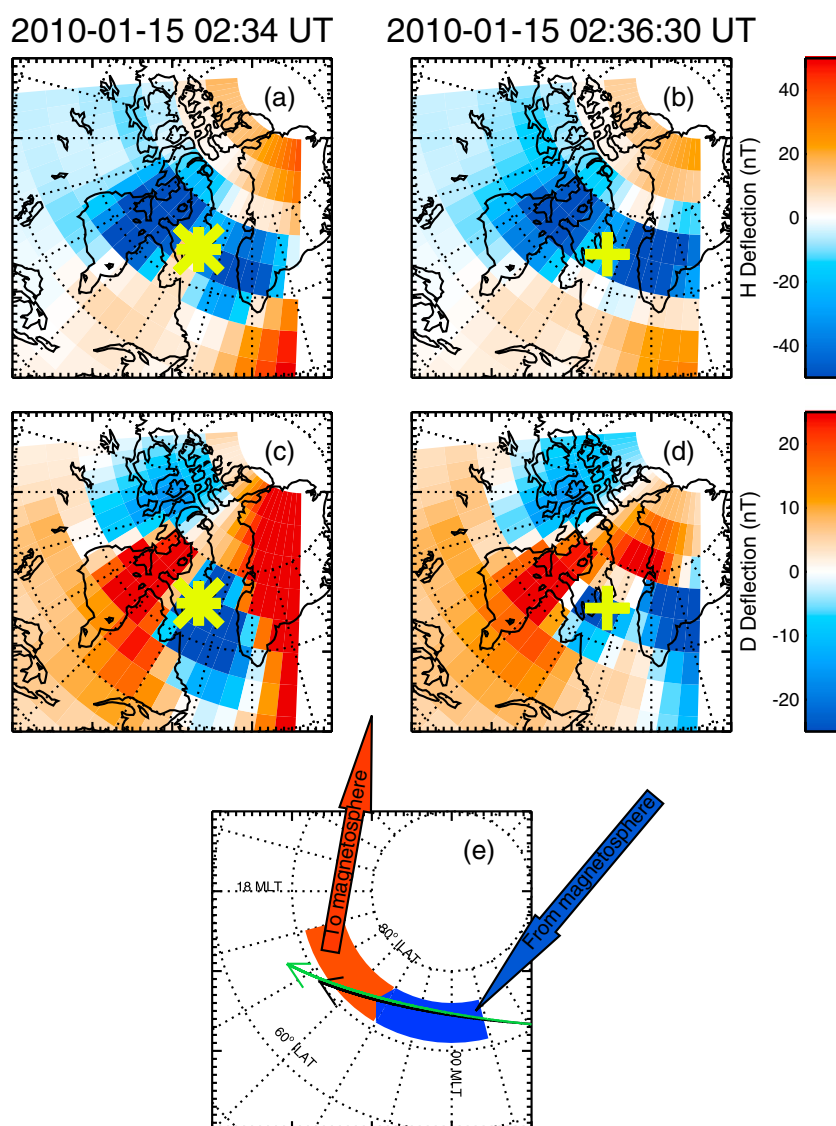 2010-01-15 02:34 UT
2010-01-15 02:36:30 UT
(a)
(b)
40
20
0
-20
-40
H Deflection (nT)
(c)
(d)
20
10
0
-10
-20
D Deflection (nT)
(e)
To magnetosphere
From magnetosphere
18 MLT
80° ILAT
60° ILAT
00 MLT